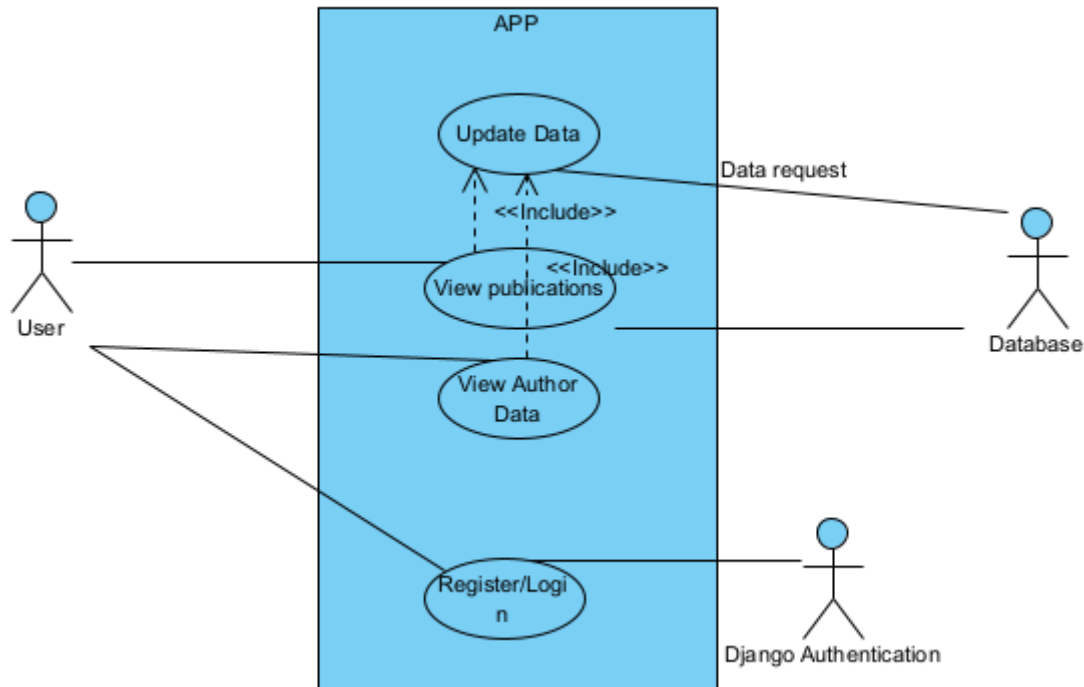 APP
Update Data
Data request
<<Include>>
<<Include>>
View publications
User
Database
View Author
Data
Register/Logi
n
Django Authentication